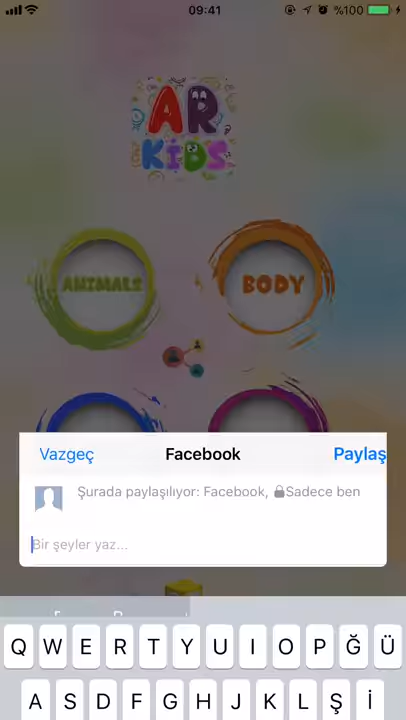 09:41
%100
AR
KiDS
ANIMALS
BODY
Vazgeç
Facebook
Paylaş
Şurada paylaşılıyor: Facebook, Sadece ben
Bir şeyler yaz...
Q W E R T Y U I O P Ğ Ü
A S D F G H J K L Ş İ